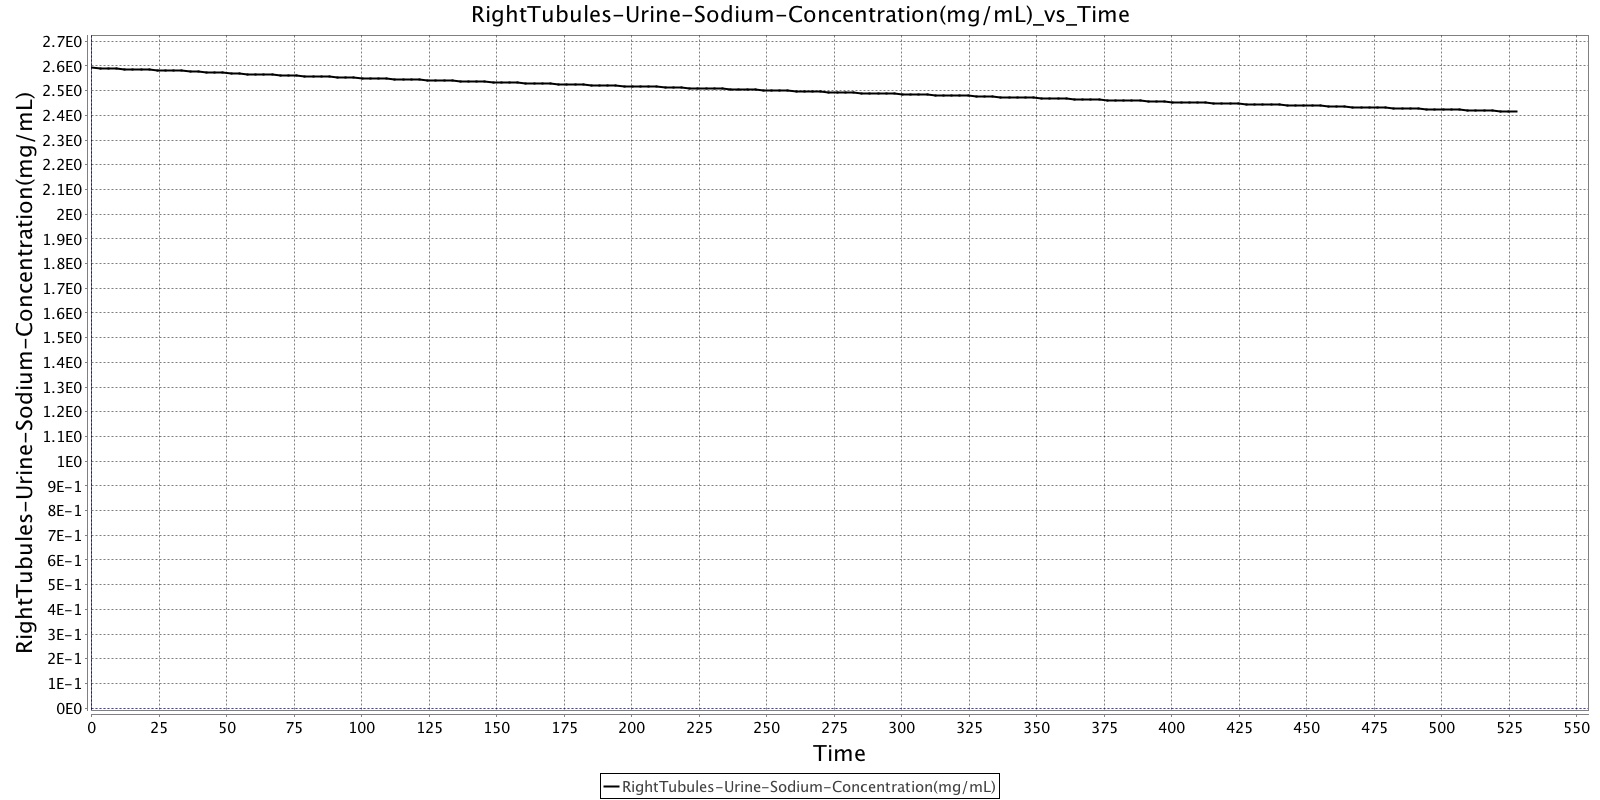 RightTubules-Urine-Sodium-Concentration(mg/mL)_vs_Time
RightTubules-Urine-Sodium-Concentration(mg/mL)
2.7E0
2.6E0
2.5E0
2.4E0
2.3E0
2.2E0
2.1E0
2E0
1.9E0
1.8E0
1.7E0
1.6E0
1.5E0
1.4E0
1.3E0
1.2E0
1.1E0
1E0
9E-1
8E-1
7E-1
6E-1
5E-1
4E-1
3E-1
2E-1
1E-1
0E0
0 25 50 75 100 125 150 175 200 225 250 275 300 325 350 375 400 425 450 475 500 525 550
Time
RightTubules-Urine-Sodium-Concentration(mg/mL)